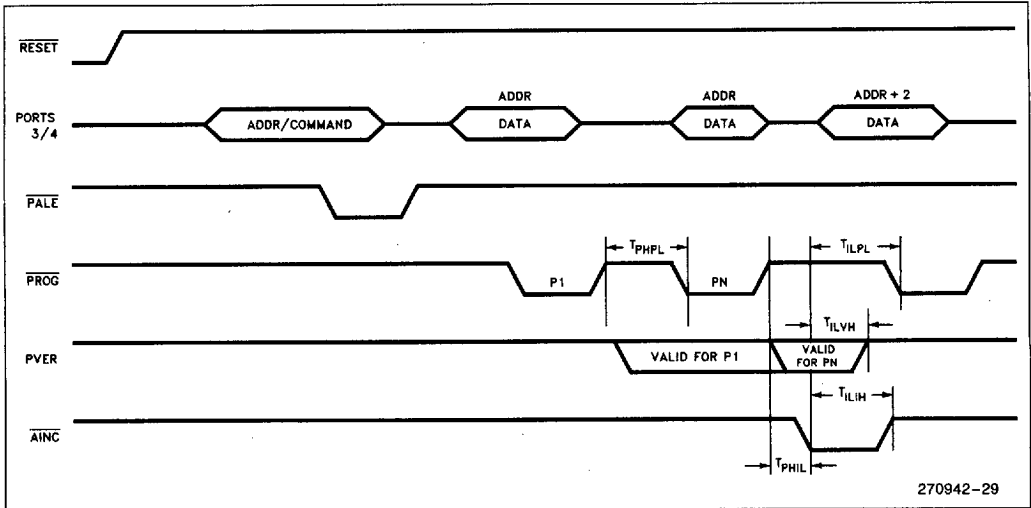 RESET
ADDR ADDR ADDR + 2
PORTS
3/4
ADDR/COMMAND DATA DATA DATA
PALE
T_PHPL T_ILPL
PROG
P1 PN
T_ILVH
PVER
VALID FOR P1 VALID
FOR PN
T_ILIH
AINC
T_PHIL
270942-29